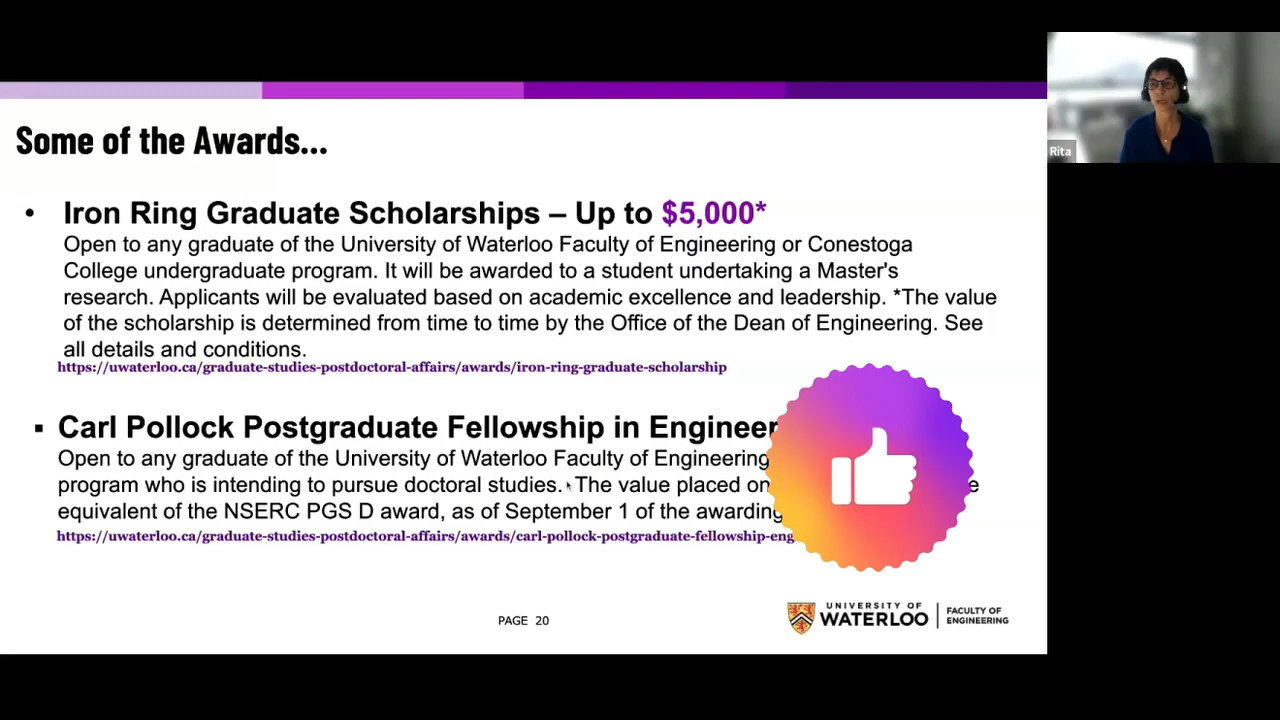 Some of the Awards...
• Iron Ring Graduate Scholarships – Up to $5,000*
Open to any graduate of the University of Waterloo Faculty of Engineering or Conestoga
College undergraduate program. It will be awarded to a student undertaking a Master's
research. Applicants will be evaluated based on academic excellence and leadership. *The value
of the scholarship is determined from time to time by the Office of the Dean of Engineering. See
all details and conditions.
https://uwaterloo.ca/graduate-studies-postdoctoral-affairs/awards/iron-ring-graduate-scholarship
▪ Carl Pollock Postgraduate Fellowship in Engineer
Open to any graduate of the University of Waterloo Faculty of Engineering
program who is intending to pursue doctoral studies. The value placed on
equivalent of the NSERC PGS D award, as of September 1 of the awarding
https://uwaterloo.ca/graduate-studies-postdoctoral-affairs/awards/carl-pollock-postgraduate-fellowship-eng
PAGE 20
UNIVERSITY OF
WATERLOO
FACULTY OF
ENGINEERING
Rita